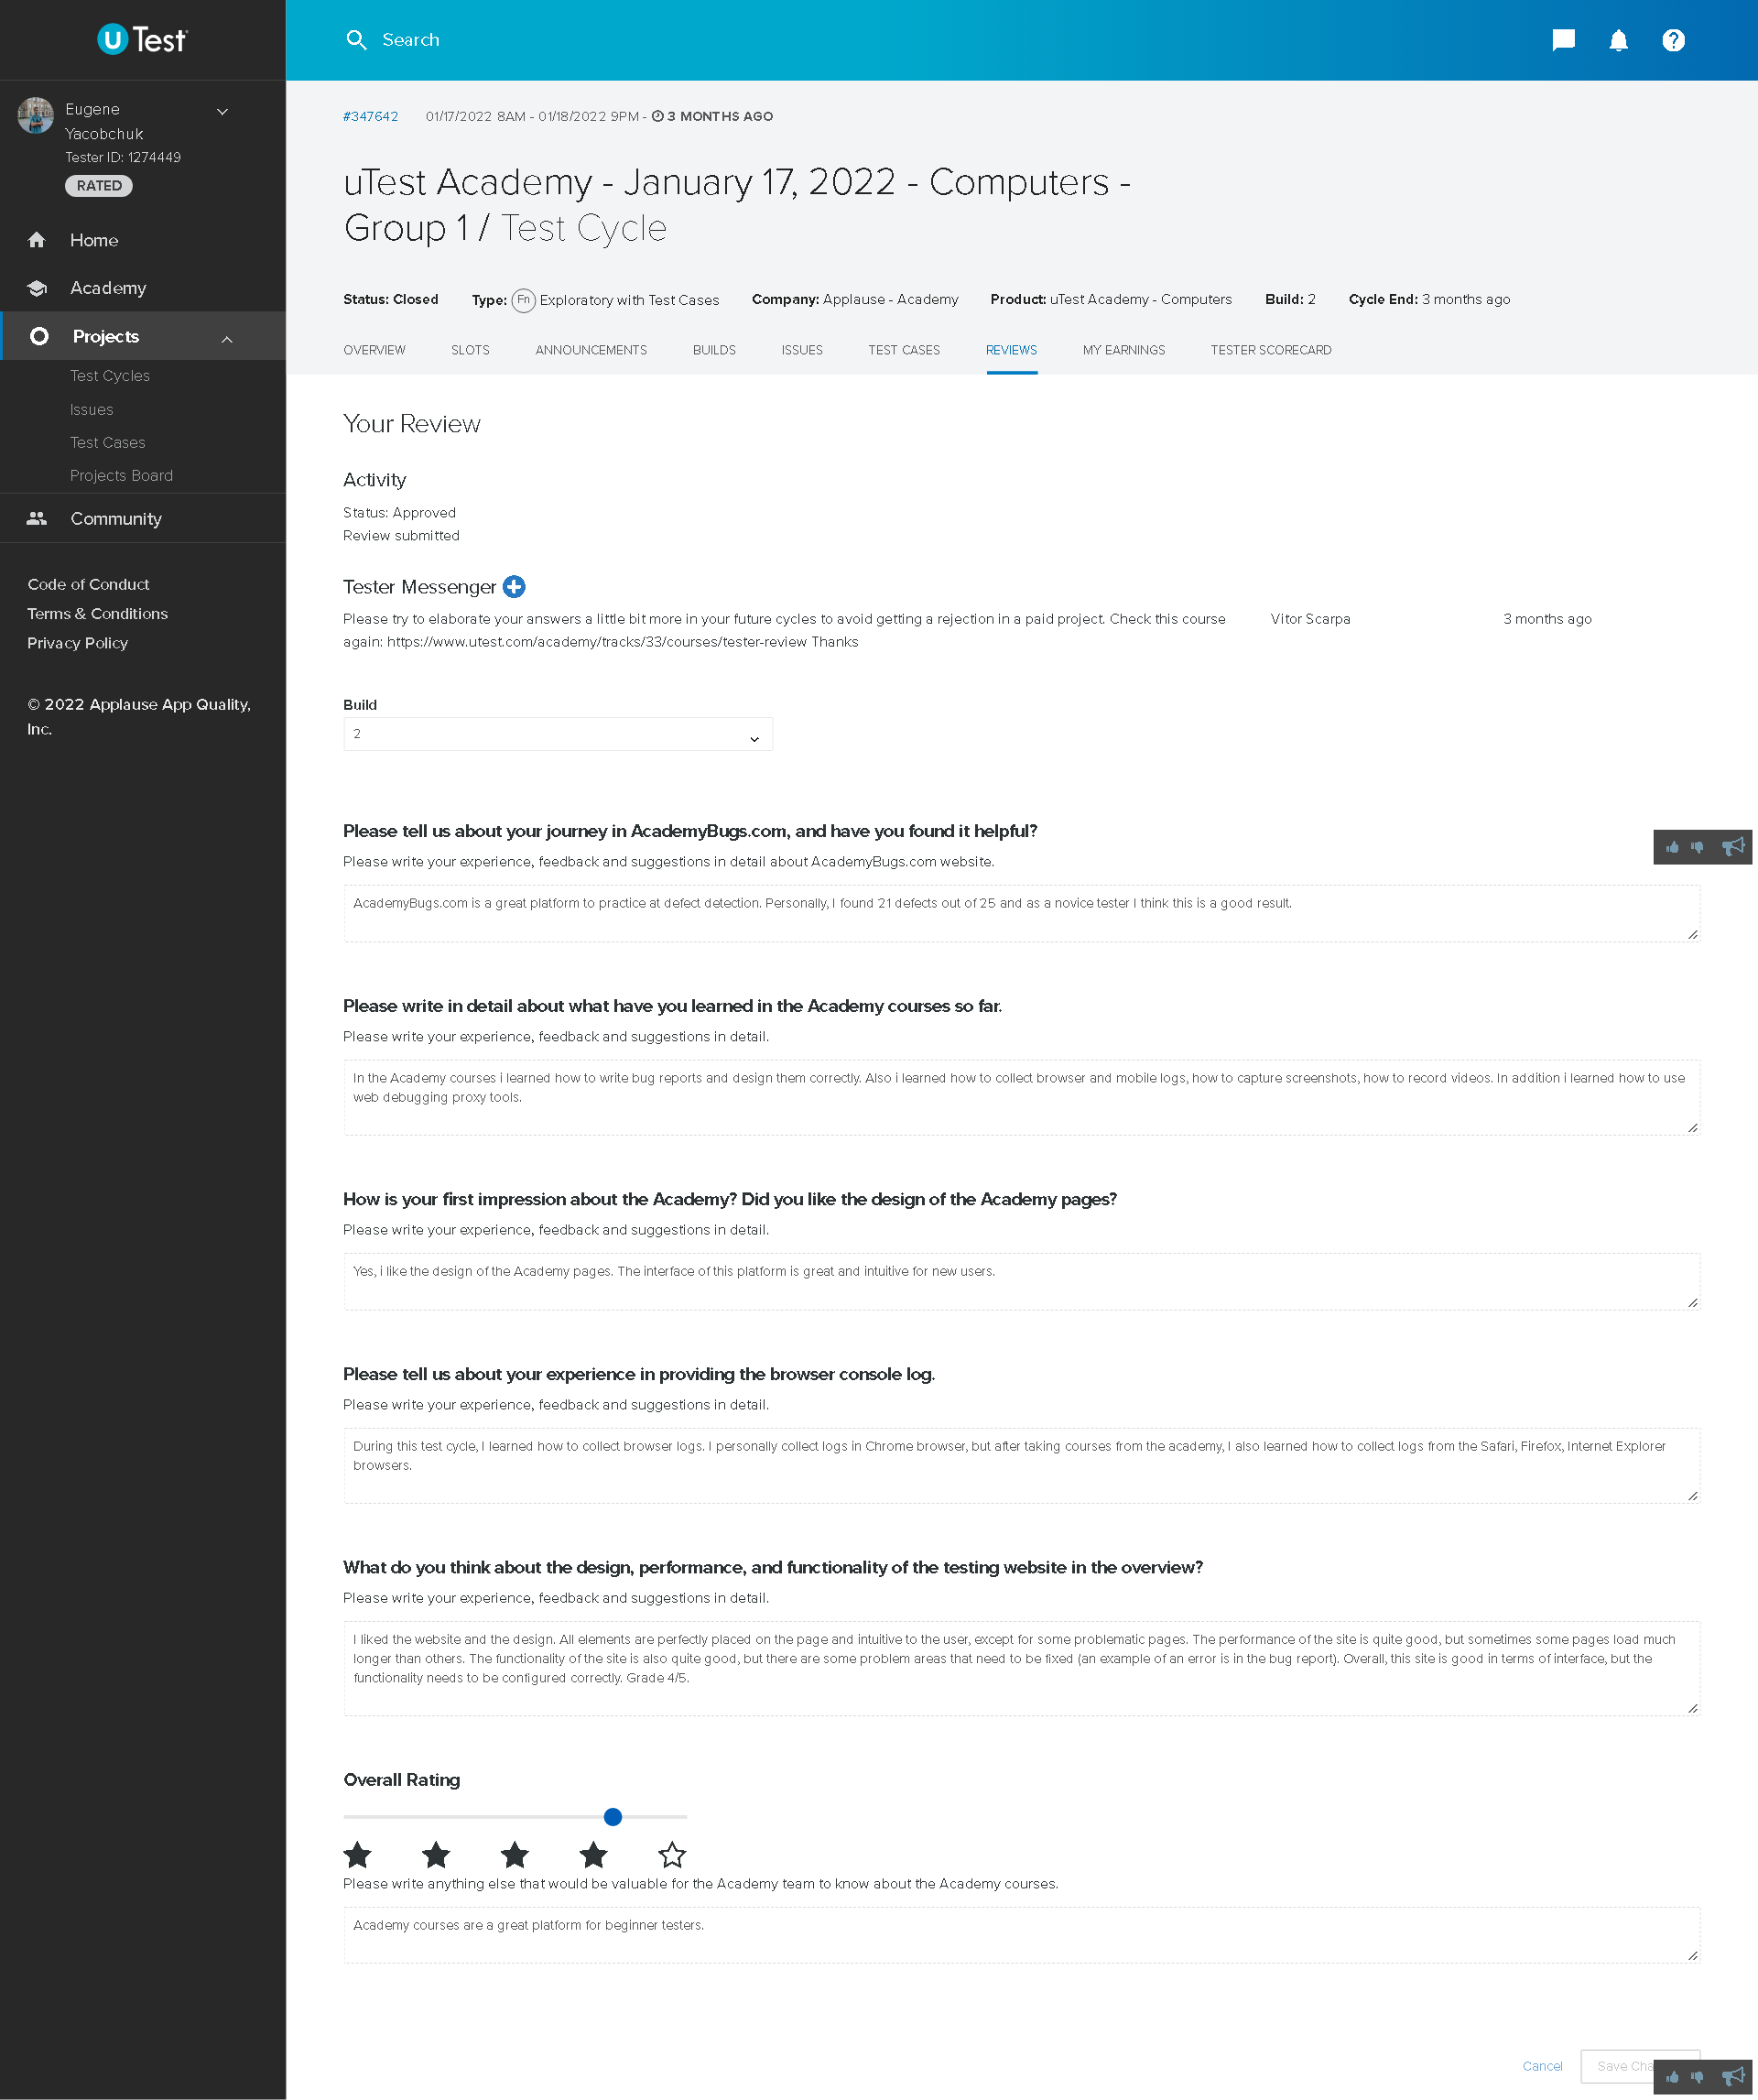 uTest
Search
Eugene
Yacobchuk
Tester ID: 1274449
RATED
Home
Academy
Projects
Test Cycles
Issues
Test Cases
Projects Board
Community
Code of Conduct
Terms & Conditions
Privacy Policy
© 2022 Applause App Quality,
Inc.
#347642 01/17/2022 8AM - 01/18/2022 9PM - 3 MONTHS AGO
uTest Academy - January 17, 2022 - Computers -
Group 1 / Test Cycle
Status: Closed Type: Fn Exploratory with Test Cases Company: Applause - Academy Product: uTest Academy - Computers Build: 2 Cycle End: 3 months ago
OVERVIEW SLOTS ANNOUNCEMENTS BUILDS ISSUES TEST CASES REVIEWS MY EARNINGS TESTER SCORECARD
Your Review
Activity
Status: Approved
Review submitted
Tester Messenger
Please try to elaborate your answers a little bit more in your future cycles to avoid getting a rejection in a paid project. Check this course Vitor Scarpa 3 months ago
again: https://www.utest.com/academy/tracks/33/courses/tester-review Thanks
Build
2
Please tell us about your journey in AcademyBugs.com, and have you found it helpful?
Please write your experience, feedback and suggestions in detail about AcademyBugs.com website.
AcademyBugs.com is a great platform to practice at defect detection. Personally, I found 21 defects out of 25 and as a novice tester I think this is a good result.
Please write in detail about what have you learned in the Academy courses so far.
Please write your experience, feedback and suggestions in detail.
In the Academy courses i learned how to write bug reports and design them correctly. Also i learned how to collect browser and mobile logs, how to capture screenshots, how to record videos. In addition i learned how to use
web debugging proxy tools.
How is your first impression about the Academy? Did you like the design of the Academy pages?
Please write your experience, feedback and suggestions in detail.
Yes, i like the design of the Academy pages. The interface of this platform is great and intuitive for new users.
Please tell us about your experience in providing the browser console log.
Please write your experience, feedback and suggestions in detail.
During this test cycle, I learned how to collect browser logs. I personally collect logs in Chrome browser, but after taking courses from the academy, I also learned how to collect logs from the Safari, Firefox, Internet Explorer
browsers.
What do you think about the design, performance, and functionality of the testing website in the overview?
Please write your experience, feedback and suggestions in detail.
I liked the website and the design. All elements are perfectly placed on the page and intuitive to the user, except for some problematic pages. The performance of the site is quite good, but sometimes some pages load much
longer than others. The functionality of the site is also quite good, but there are some problem areas that need to be fixed (an example of an error is in the bug report). Overall, this site is good in terms of interface, but the
functionality needs to be configured correctly. Grade 4/5.
Overall Rating
Please write anything else that would be valuable for the Academy team to know about the Academy courses.
Academy courses are a great platform for beginner testers.
Cancel Save Cha